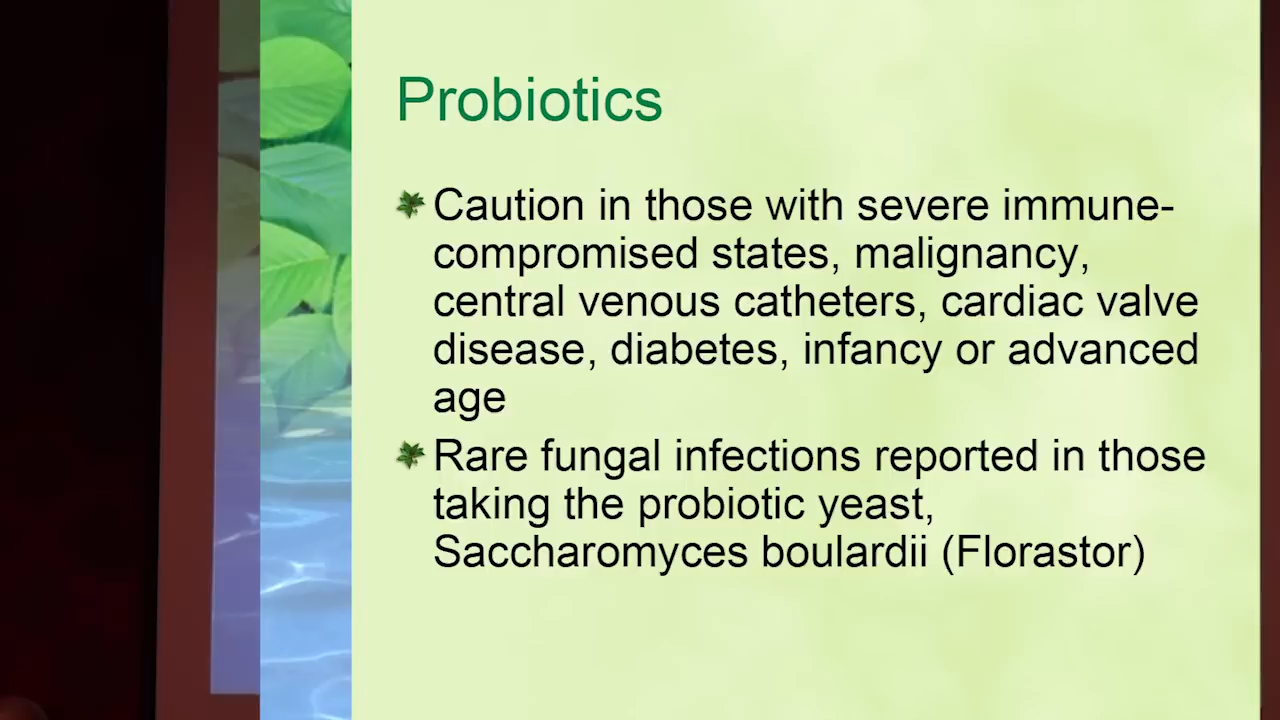 Probiotics
Caution in those with severe immune-
compromised states, malignancy,
central venous catheters, cardiac valve
disease, diabetes, infancy or advanced
age
Rare fungal infections reported in those
taking the probiotic yeast,
Saccharomyces boulardii (Florastor)